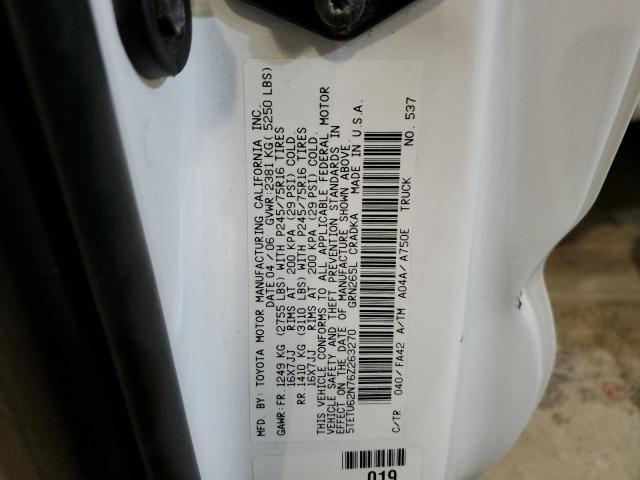 MFD. BY: TOYOTA MOTOR MANUFACTURING CALIFORNIA INC.
DATE 04/06 GVWR:2381 KG(5250 LBS)
GAWR:FR.1249 KG (2755 LBS) WITH P245/75R16 TIRES
16X7JJ RIMS AT 200 KPA (29 PSI) COLD
RR.1410 KG (3110 LBS) WITH P245/75R16 TIRES
16X7JJ RIMS AT 200 KPA (29 PSI) COLD
THIS VEHICLE CONFORMS TO ALL APPLICABLE FEDERAL MOTOR
VEHICLE SAFETY AND THEFT PREVENTION STANDARDS IN
EFFECT ON THE DATE OF MANUFACTURE SHOWN ABOVE.
5TETU62N76Z263270 GRN265L CRADKA MADE IN U.S.A.
C/TR 040/FA42 A/TM A04A/A750E TRUCK NO. 537
019